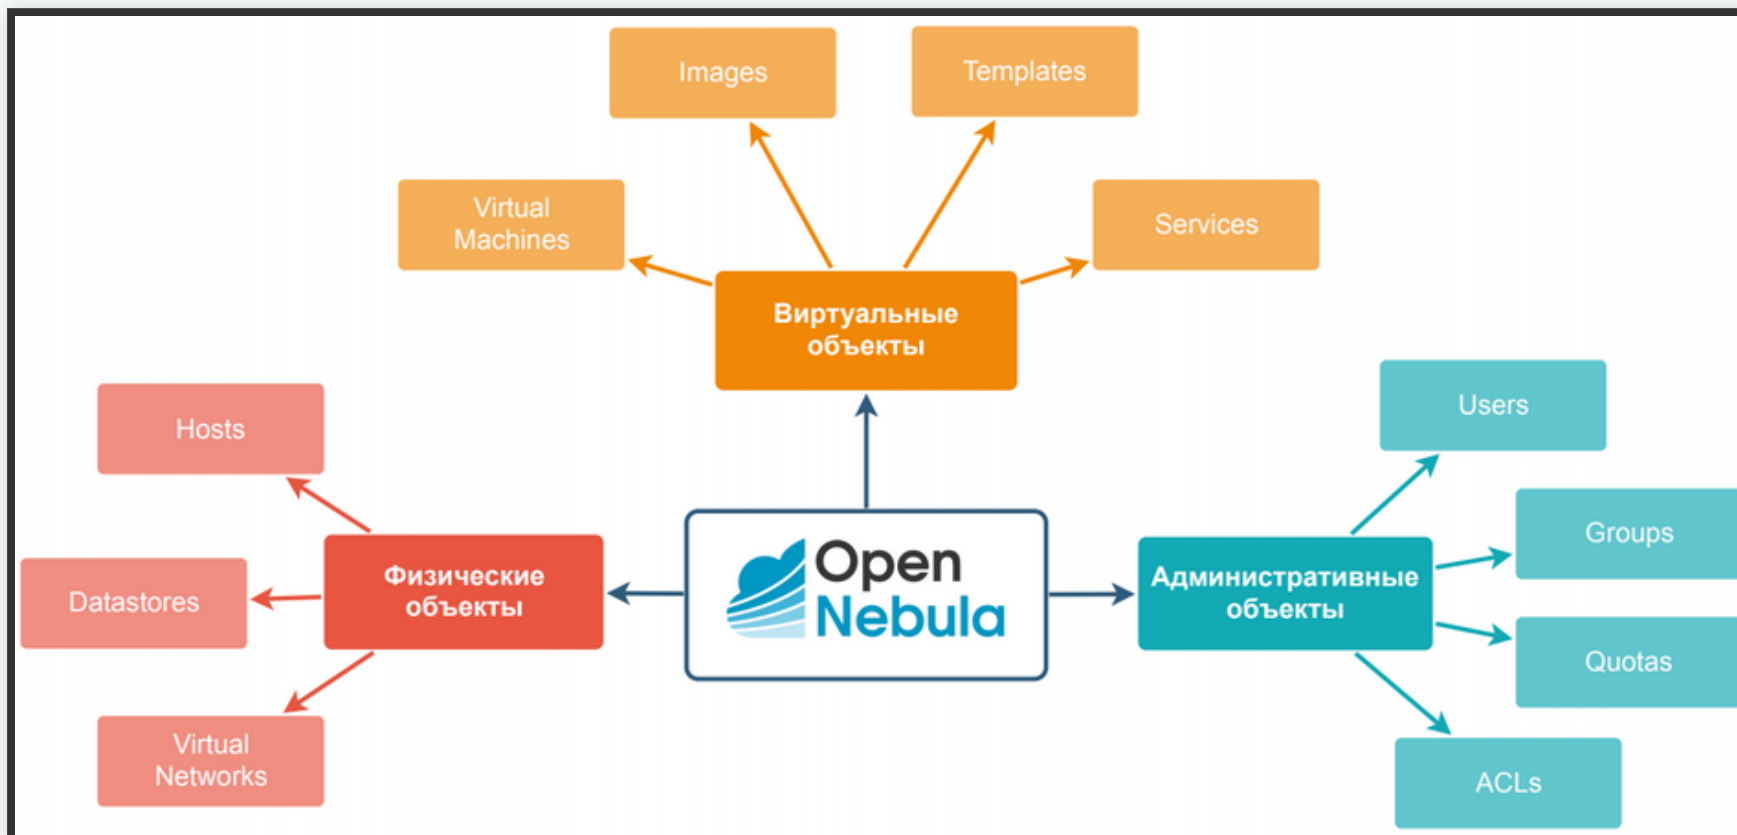 Images
Templates
Virtual
Machines
Services
Виртуальные
объекты
Hosts
Users
Groups
Физические
объекты
Open
Nebula
Административные
объекты
Datastores
Quotas
Virtual
Networks
ACLs